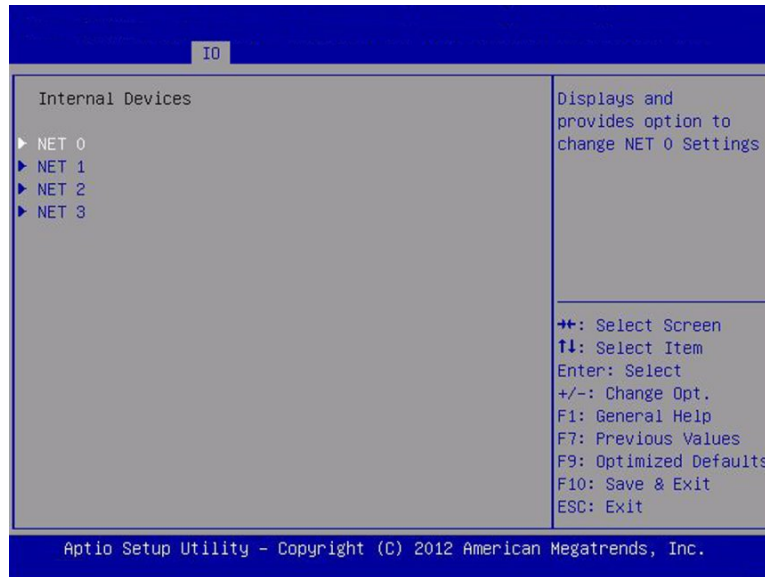 IO
Internal Devices
NET 0
NET 1
NET 2
NET 3
Displays and
provides option to
change NET 0 Settings
→←: Select Screen
↑↓: Select Item
Enter: Select
+/-: Change Opt.
F1: General Help
F7: Previous Values
F9: Optimized Defaults
F10: Save & Exit
ESC: Exit
Aptio Setup Utility - Copyright (C) 2012 American Megatrends, Inc.